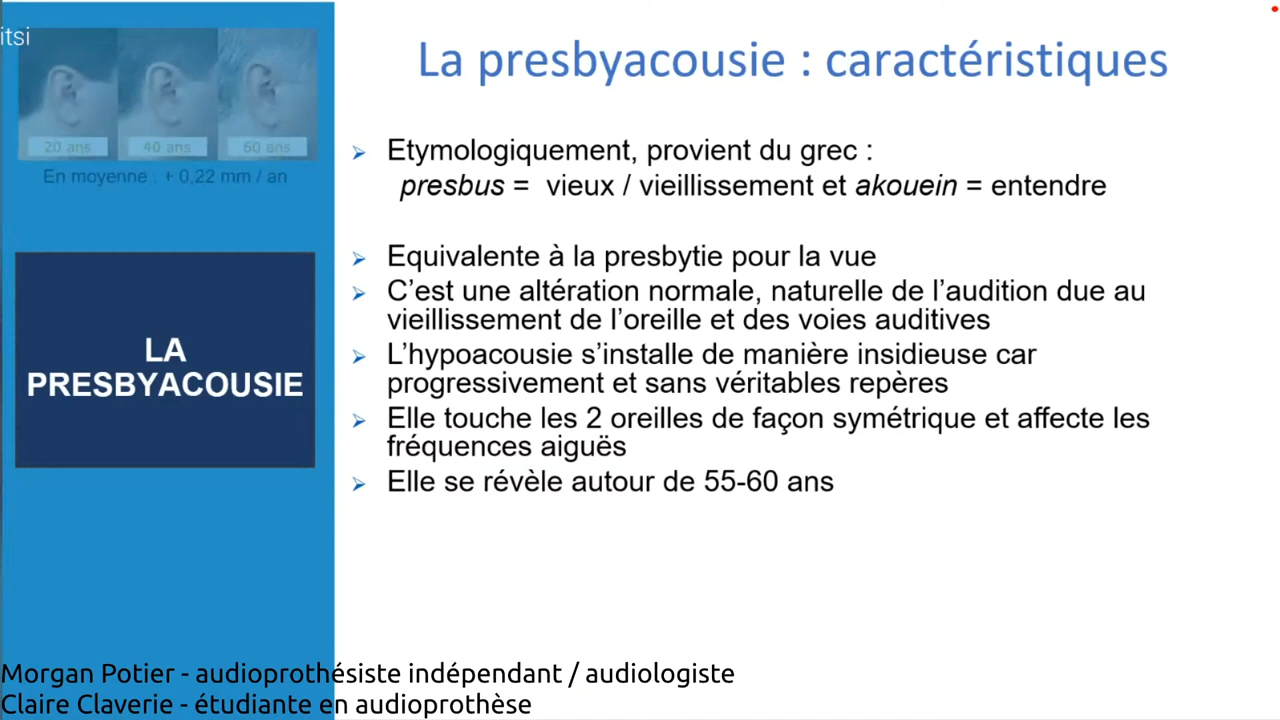 itsi
20 ans 40 ans 60 ans
En moyenne : + 0,22 mm / an
LA
PRESBYACOUSIE
La presbyacousie : caractéristiques
Etymologiquement, provient du grec :
presbus = vieux / vieillissement et akouein = entendre
Equivalente à la presbytie pour la vue
C’est une altération normale, naturelle de l’audition due au
vieillissement de l’oreille et des voies auditives
L’hypoacousie s’installe de manière insidieuse car
progressivement et sans véritables repères
Elle touche les 2 oreilles de façon symétrique et affecte les
fréquences aiguës
Elle se révèle autour de 55-60 ans
Morgan Potier - audioprothésiste indépendant / audiologiste
Claire Claverie - étudiante en audioprothèse